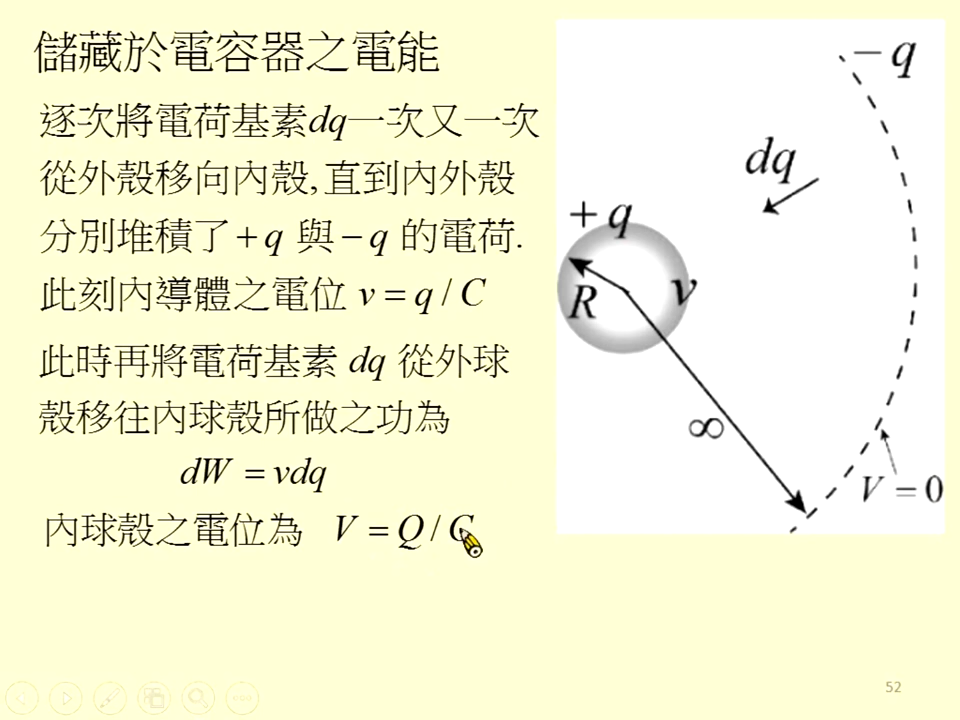 儲藏於電容器之電能
逐次將電荷基素dq一次又一次
從外殼移向內殼,直到內外殼
分別堆積了+q 與−q 的電荷.
此刻內導體之電位 v = q / C
此時再將電荷基素 dq 從外球
殼移往內球殼所做之功為
dW = vdq
內球殼之電位為 V = Q / C
−q
dq
+q
R
v
∞
V = 0
52